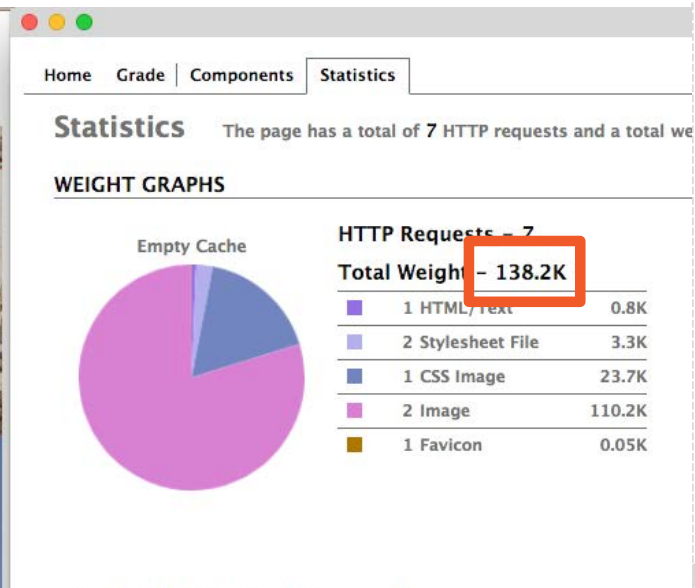 Home Grade Components Statistics
Statistics The page has a total of 7 HTTP requests and a total we
WEIGHT GRAPHS
Empty Cache
HTTP Requests - 7
Total Weight - 138.2K
1 HTML/Text 0.8K
2 Stylesheet File 3.3K
1 CSS Image 23.7K
2 Image 110.2K
1 Favicon 0.05K